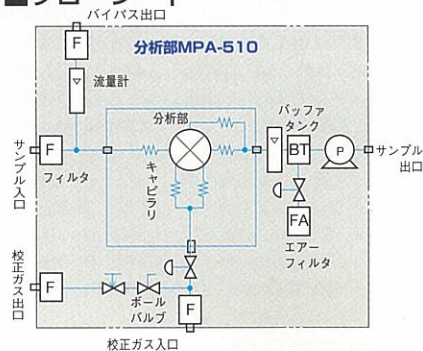 バイパス出口
F
分析部MPA-510
流量計
分析部
バッファ
タンク
サンプル入口
F
フィルタ
キャピラリ
BT
P
サンプル
出口
FA
エアー
フィルタ
校正ガス出口
F
ボール
バルブ
F
校正ガス入口